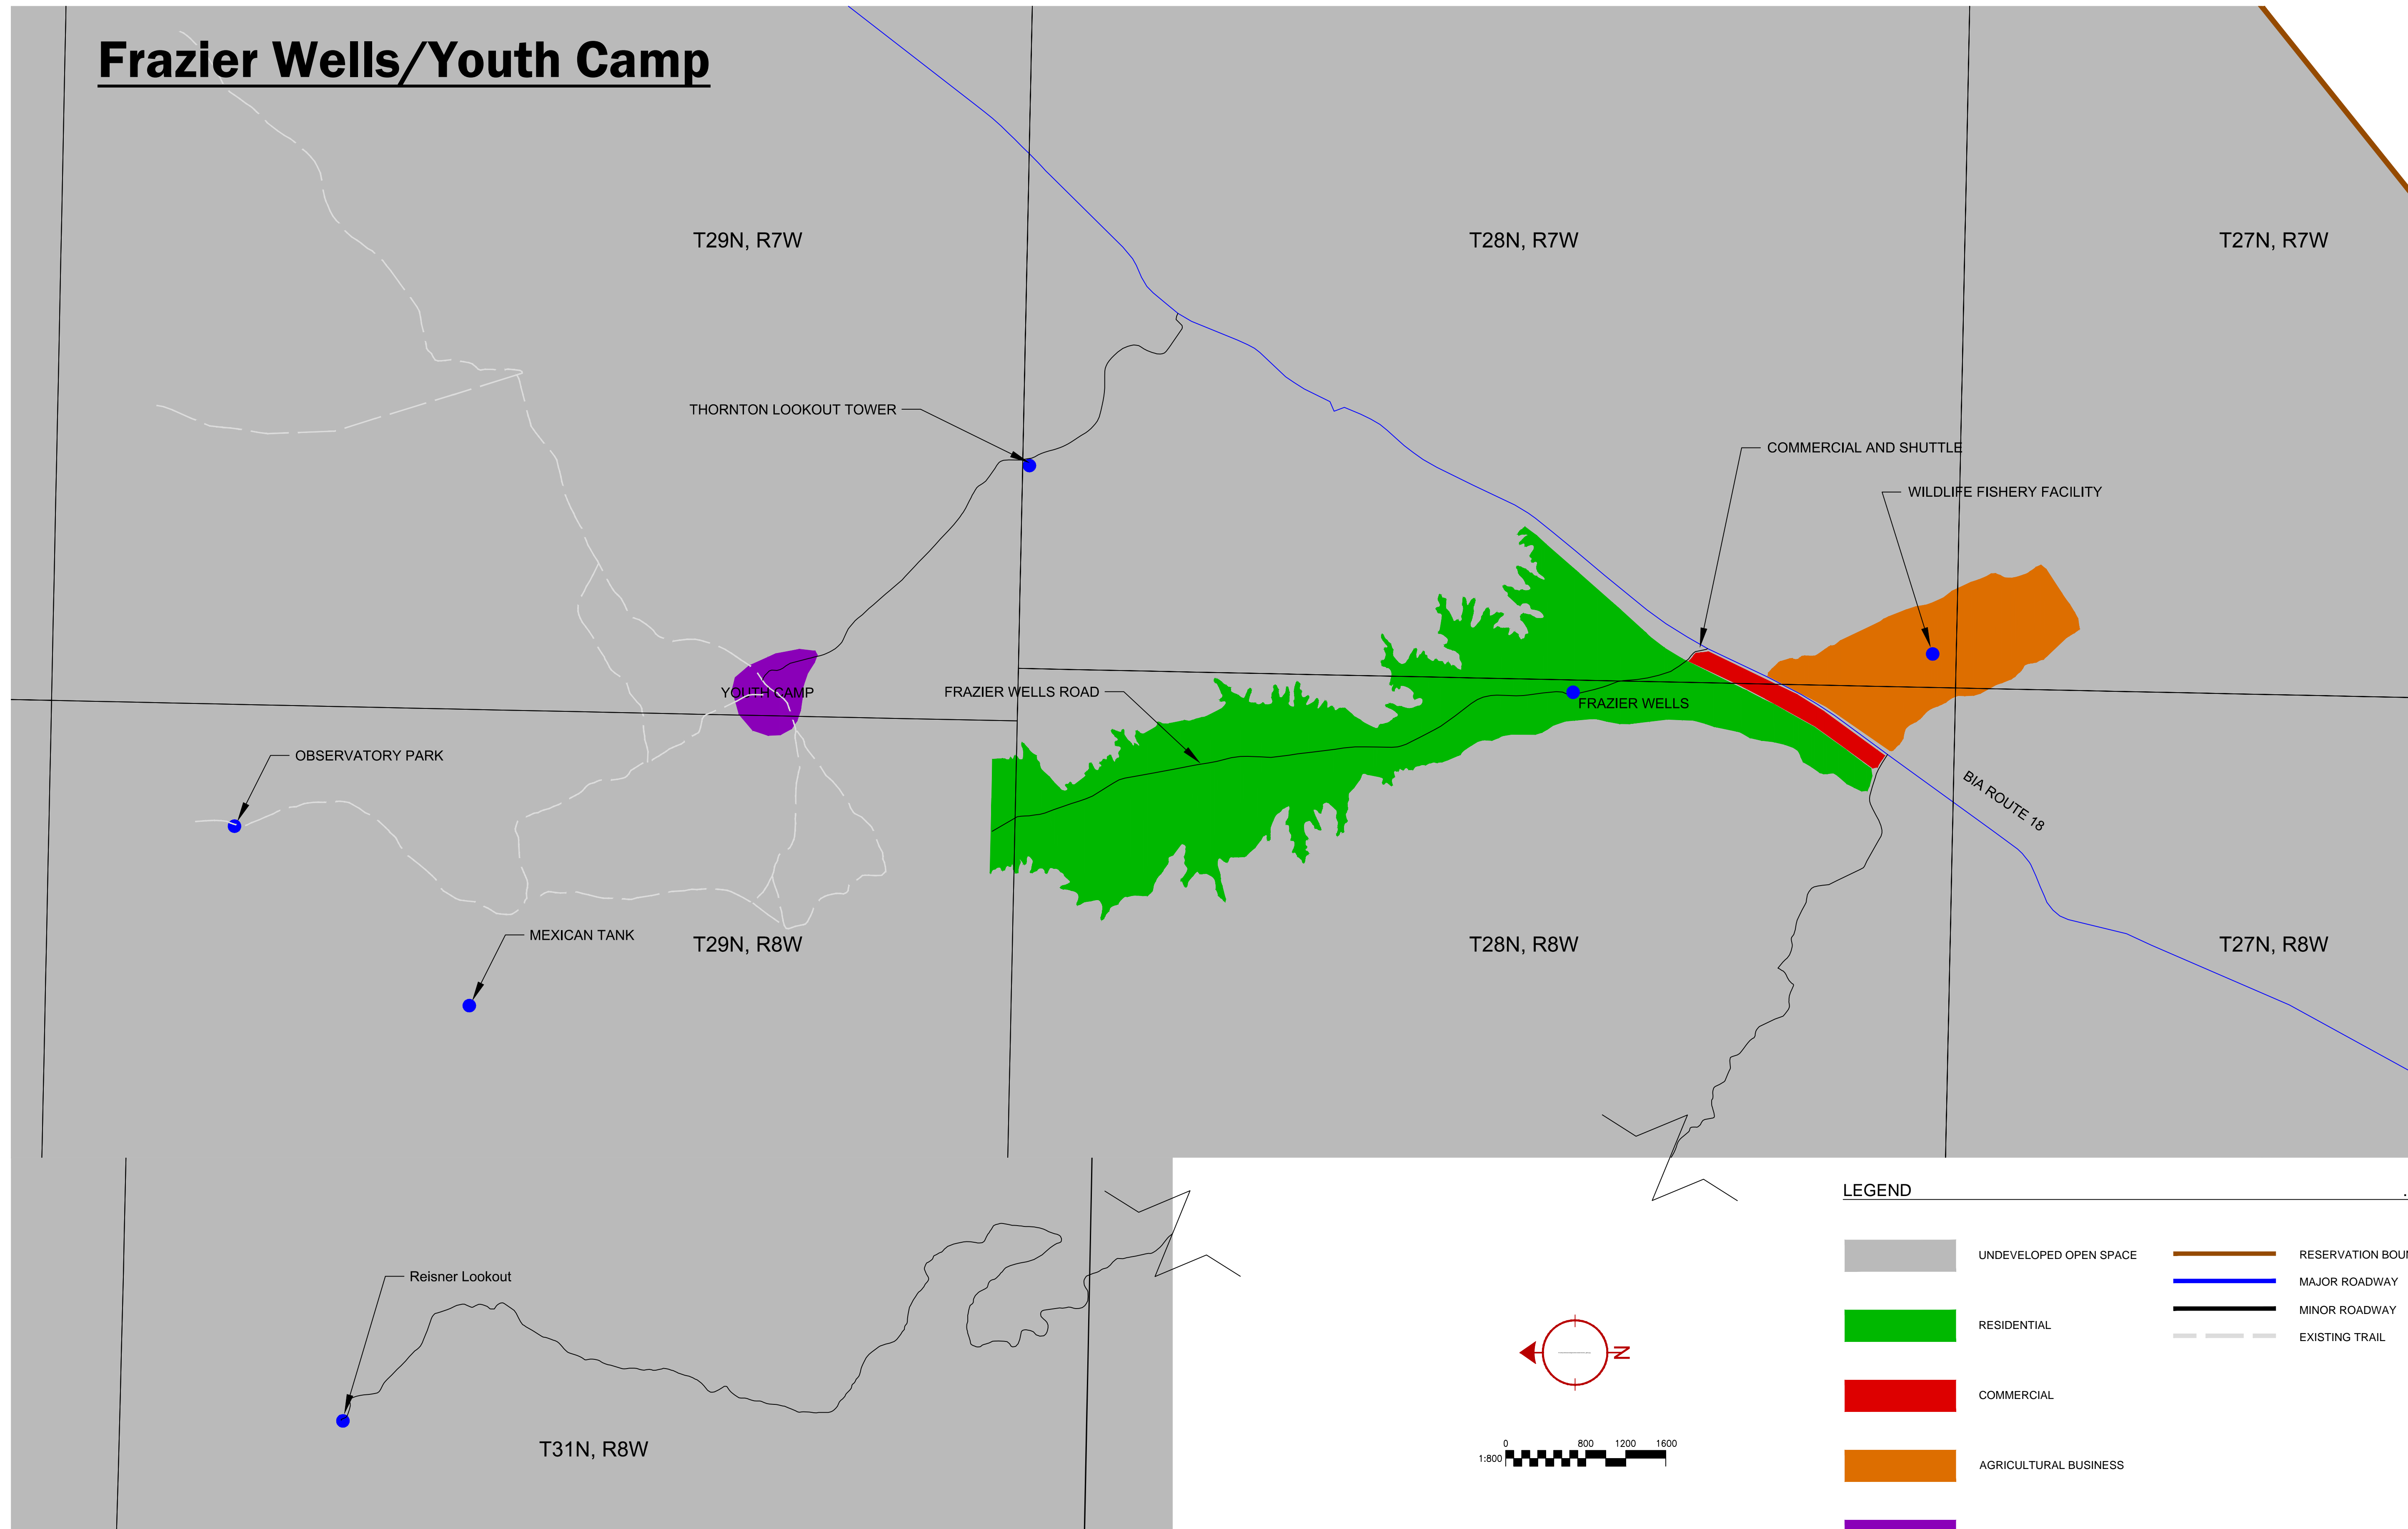 Frazier Wells/Youth Camp
T29N, R7W
T28N, R7W
T27N, R7W
THORNTON LOOKOUT TOWER
COMMERCIAL AND SHUTTLE
WILDLIFE FISHERY FACILITY
YOUTH CAMP
FRAZIER WELLS ROAD
FRAZIER WELLS
OBSERVATORY PARK
BIA ROUTE 18
MEXICAN TANK
T29N, R8W
T28N, R8W
T27N, R8W
LEGEND
UNDEVELOPED OPEN SPACE
RESERVATION BOU
MAJOR ROADWAY
MINOR ROADWAY
EXISTING TRAIL
RESIDENTIAL
COMMERCIAL
AGRICULTURAL BUSINESS
Reisner Lookout
T31N, R8W
N
0 800 1200 1600
1:800